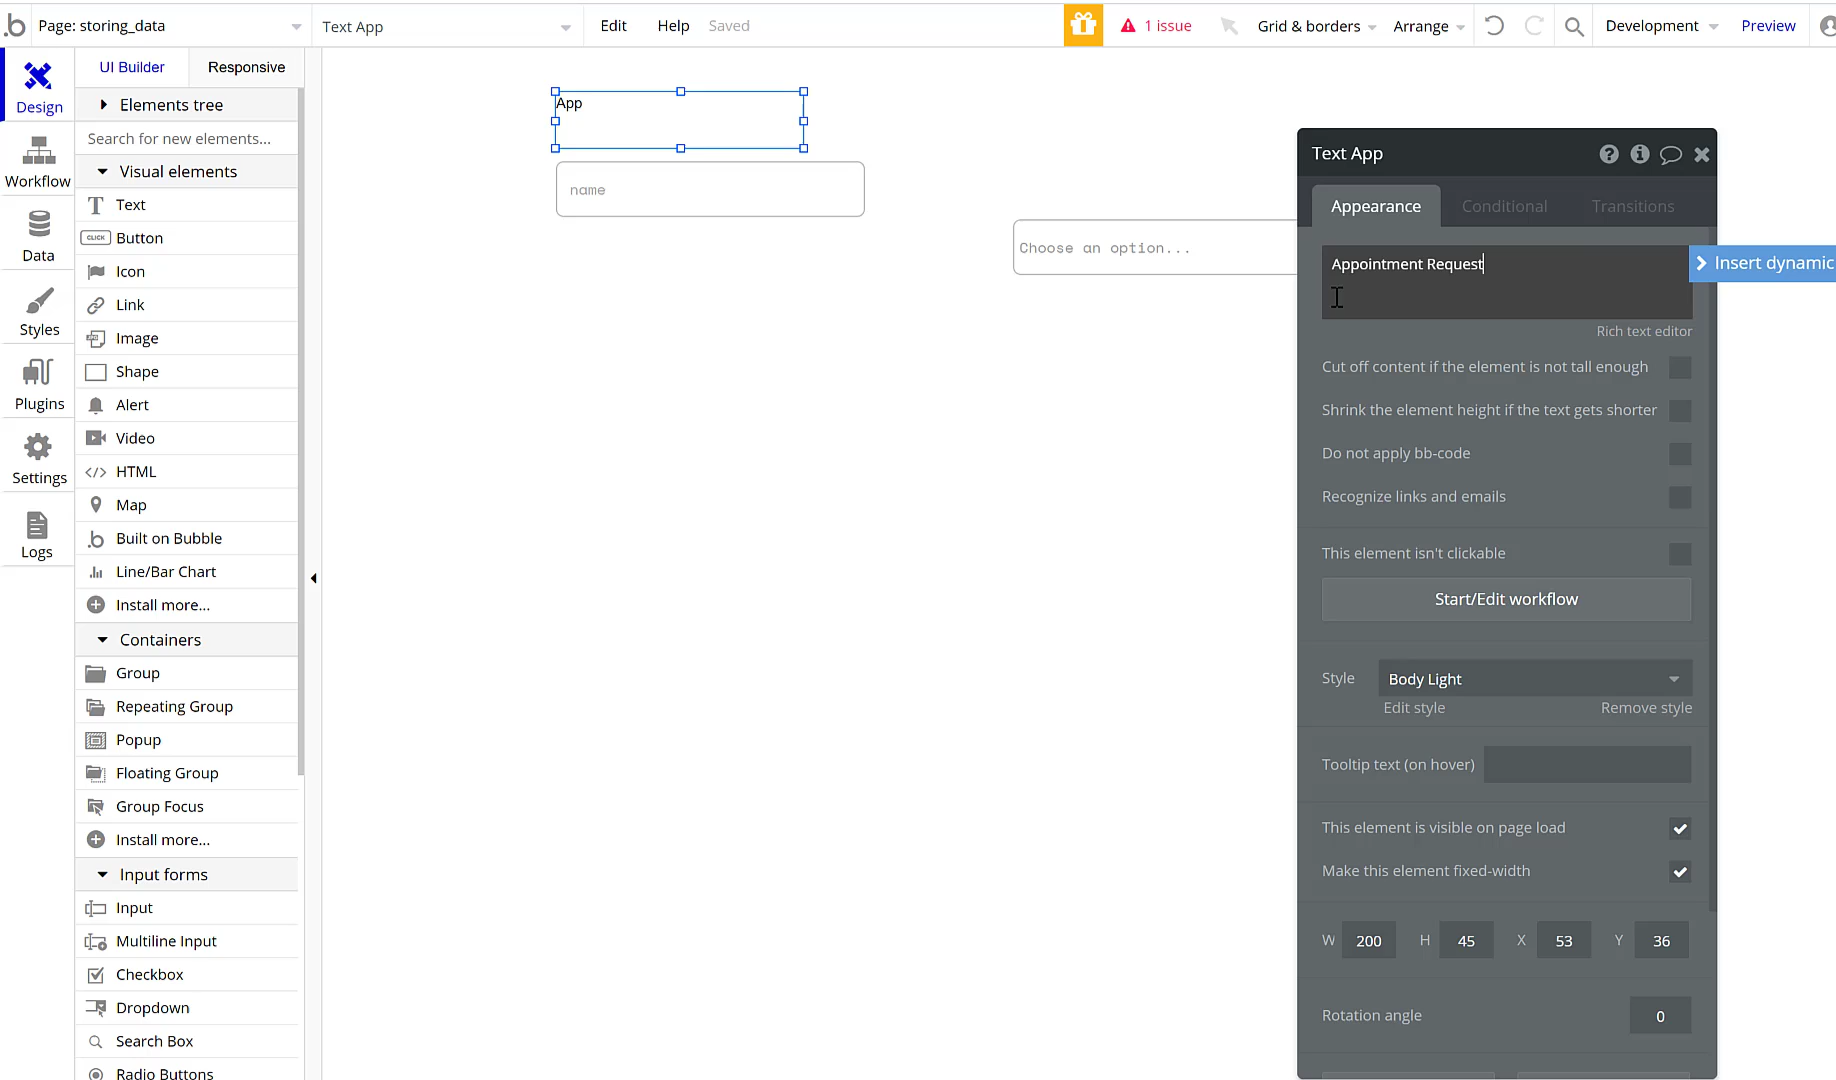 Page: storing_data
Text App
Edit
Help
Saved
1 issue
Grid & borders
Arrange
Development
Preview
Design
Workflow
Data
Styles
Plugins
Settings
Logs
UI Builder
Responsive
Elements tree
Search for new elements...
Visual elements
Text
CLICK Button
Icon
Link
Image
Shape
Alert
Video
HTML
Map
Built on Bubble
Line/Bar Chart
Install more...
Containers
Group
Repeating Group
Popup
Floating Group
Group Focus
Install more...
Input forms
Input
Multiline Input
Checkbox
Dropdown
Search Box
Radio Buttons
App
name
Choose an option...
Text App
Appearance
Conditional
Transitions
Appointment Request
Insert dynamic
Rich text editor
Cut off content if the element is not tall enough
Shrink the element height if the text gets shorter
Do not apply bb-code
Recognize links and emails
This element isn't clickable
Start/Edit workflow
Style
Body Light
Edit style
Remove style
Tooltip text (on hover)
This element is visible on page load
Make this element fixed-width
W 200 H 45 X 53 Y 36
Rotation angle 0